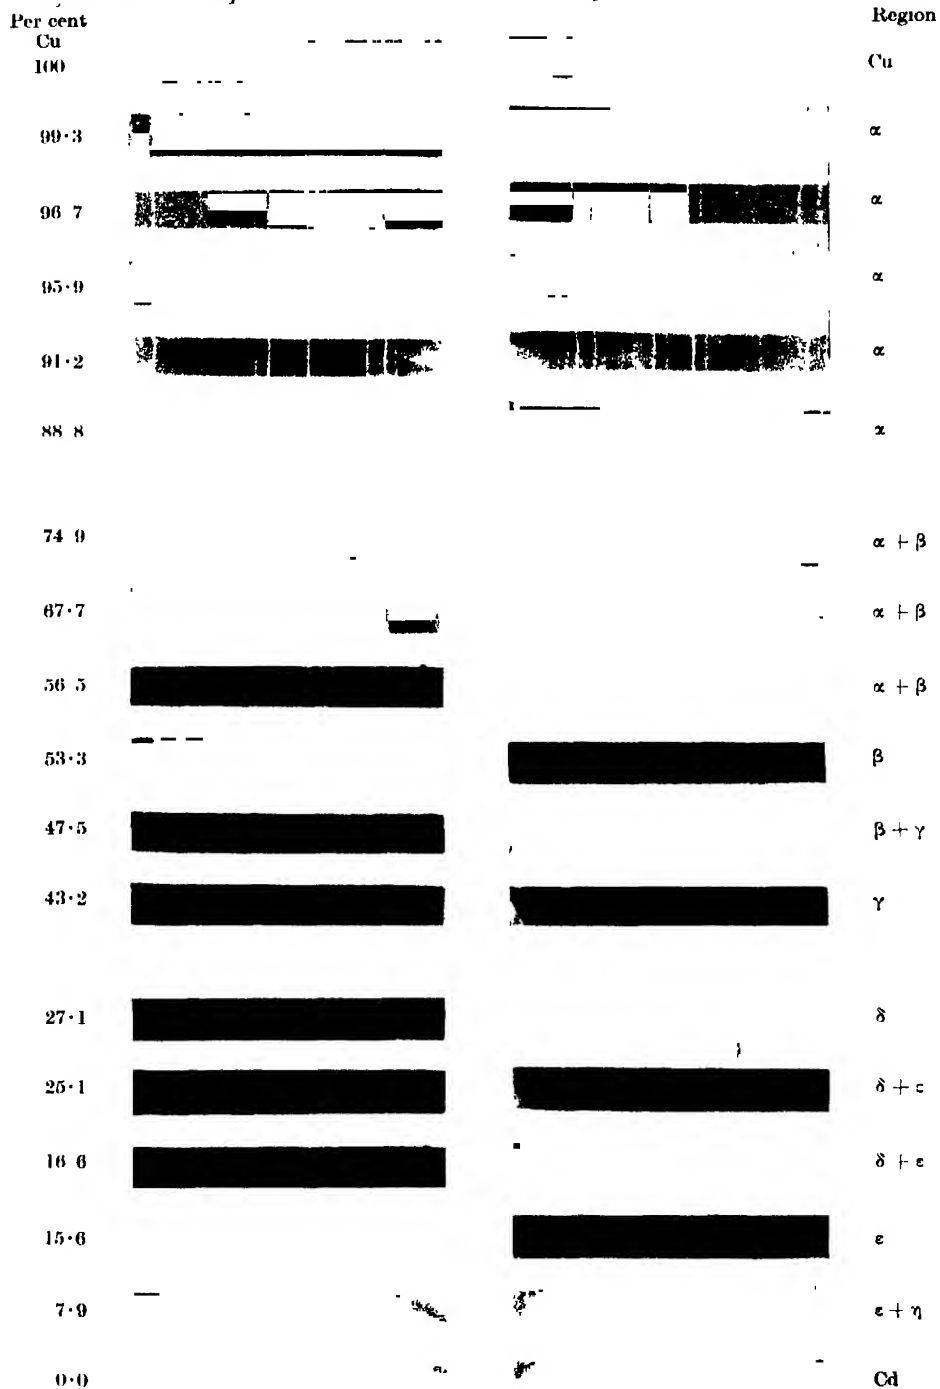 Per cent Region
Cu
100 Cu
99·3 α
96 7 α
95·9 α
91·2 α
88 8 α
74 9 α + β
67·7 α + β
56 5 α + β
53·3 β
47·5 β + γ
43·2 γ
27·1 δ
25·1 δ + ε
16 6 δ + ε
15·6 ε
7·9 ε + η
0·0 Cd